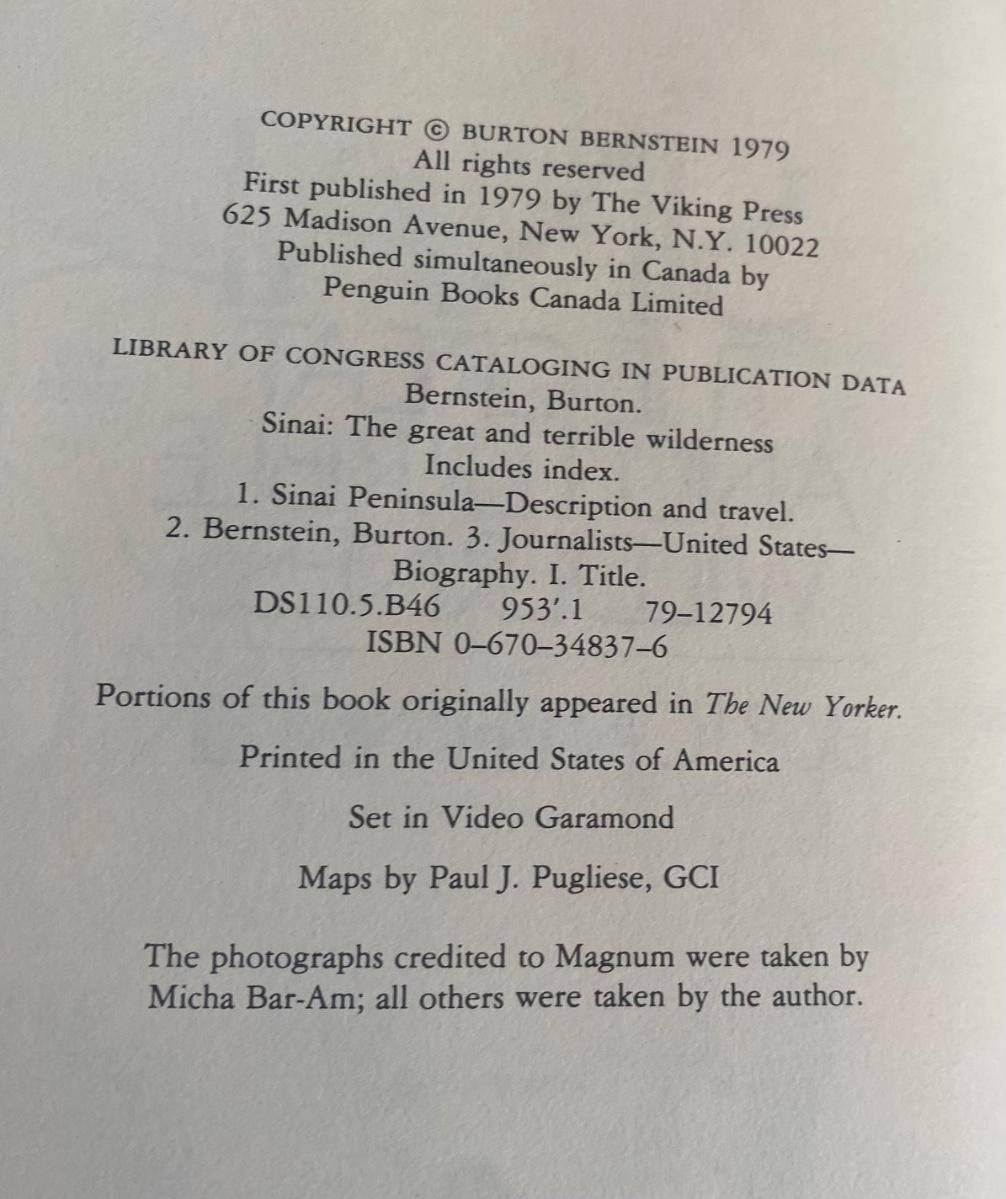 COPYRIGHT © BURTON BERNSTEIN 1979
All rights reserved
First published in 1979 by The Viking Press
625 Madison Avenue, New York, N.Y. 10022
Published simultaneously in Canada by
Penguin Books Canada Limited
LIBRARY OF CONGRESS CATALOGING IN PUBLICATION DATA
Bernstein, Burton.
Sinai: The great and terrible wilderness
Includes index.
1. Sinai Peninsula—Description and travel.
2. Bernstein, Burton. 3. Journalists—United States—
Biography. I. Title.
DS110.5.B46 953′.1 79–12794
ISBN 0–670–34837–6
Portions of this book originally appeared in The New Yorker.
Printed in the United States of America
Set in Video Garamond
Maps by Paul J. Pugliese, GCI
The photographs credited to Magnum were taken by
Micha Bar-Am; all others were taken by the author.